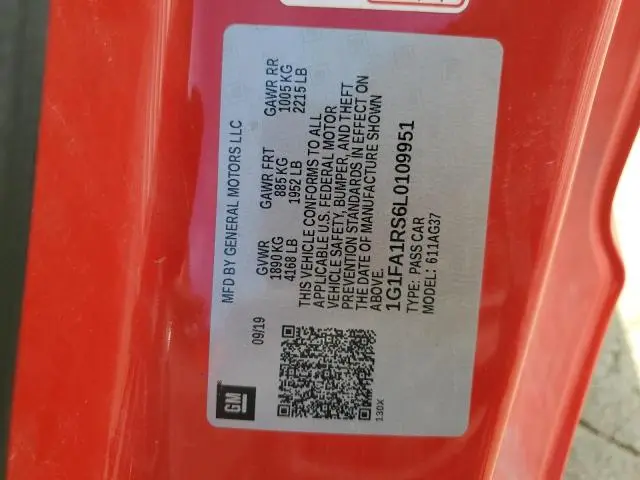 MFD BY GENERAL MOTORS LLC
09/19
GVWR
1890 KG
4168 LB
GAWR FRT
885 KG
1952 LB
GAWR RR
1005 KG
2215 LB
THIS VEHICLE CONFORMS TO ALL
APPLICABLE U.S. FEDERAL MOTOR
VEHICLE SAFETY, BUMPER, AND THEFT
PREVENTION STANDARDS IN EFFECT ON
THE DATE OF MANUFACTURE SHOWN
ABOVE.
1G1FA1RS6L0109951
TYPE: PASS CAR
MODEL: 611AG37
GM
130X